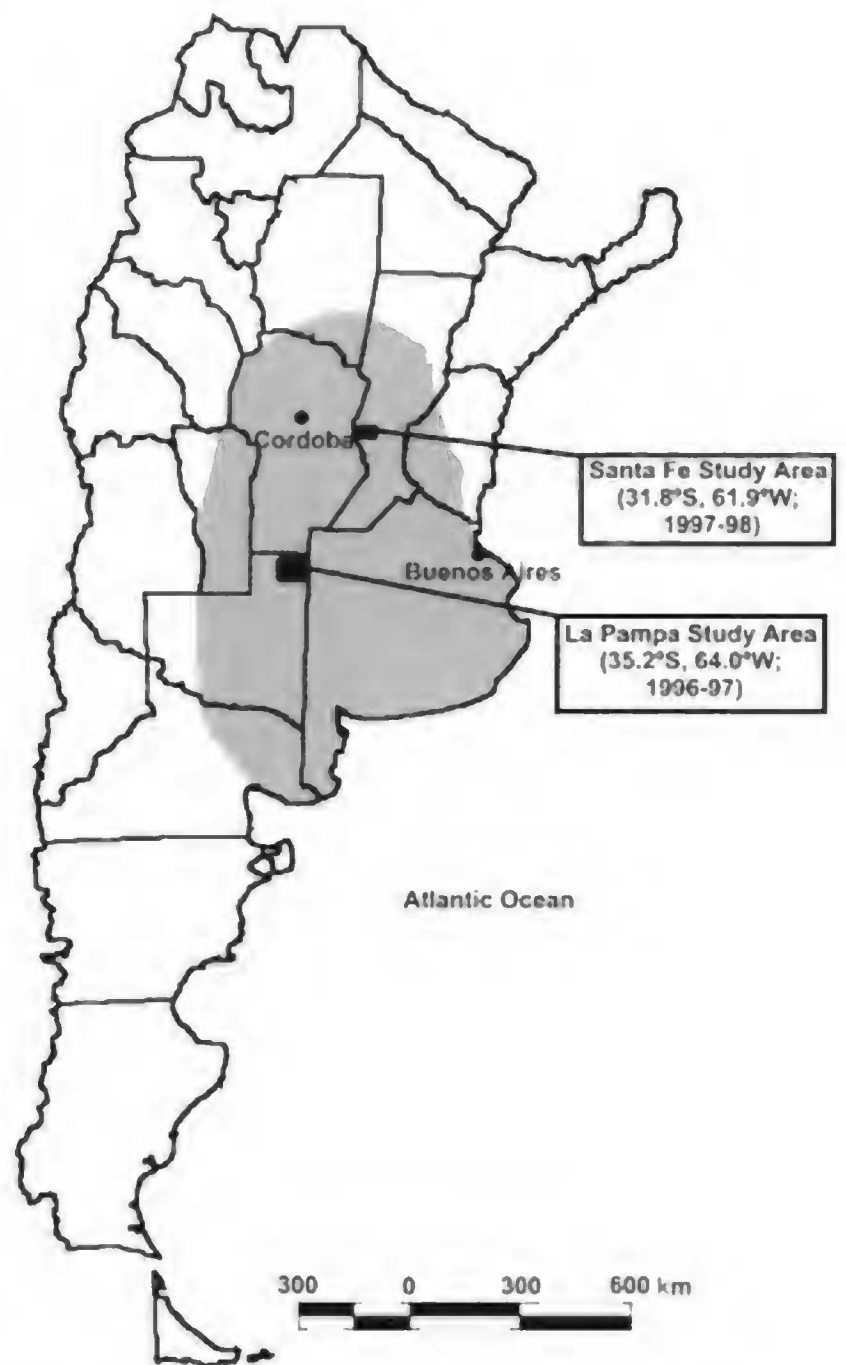 Cordoba
Santa Fe Study Area
(31.8°S, 61.9°W;
1997-98)
Buenos Aires
La Pampa Study Area
(35.2°S, 64.0°W;
1996-97)
Atlantic Ocean
300 0 300 600 km